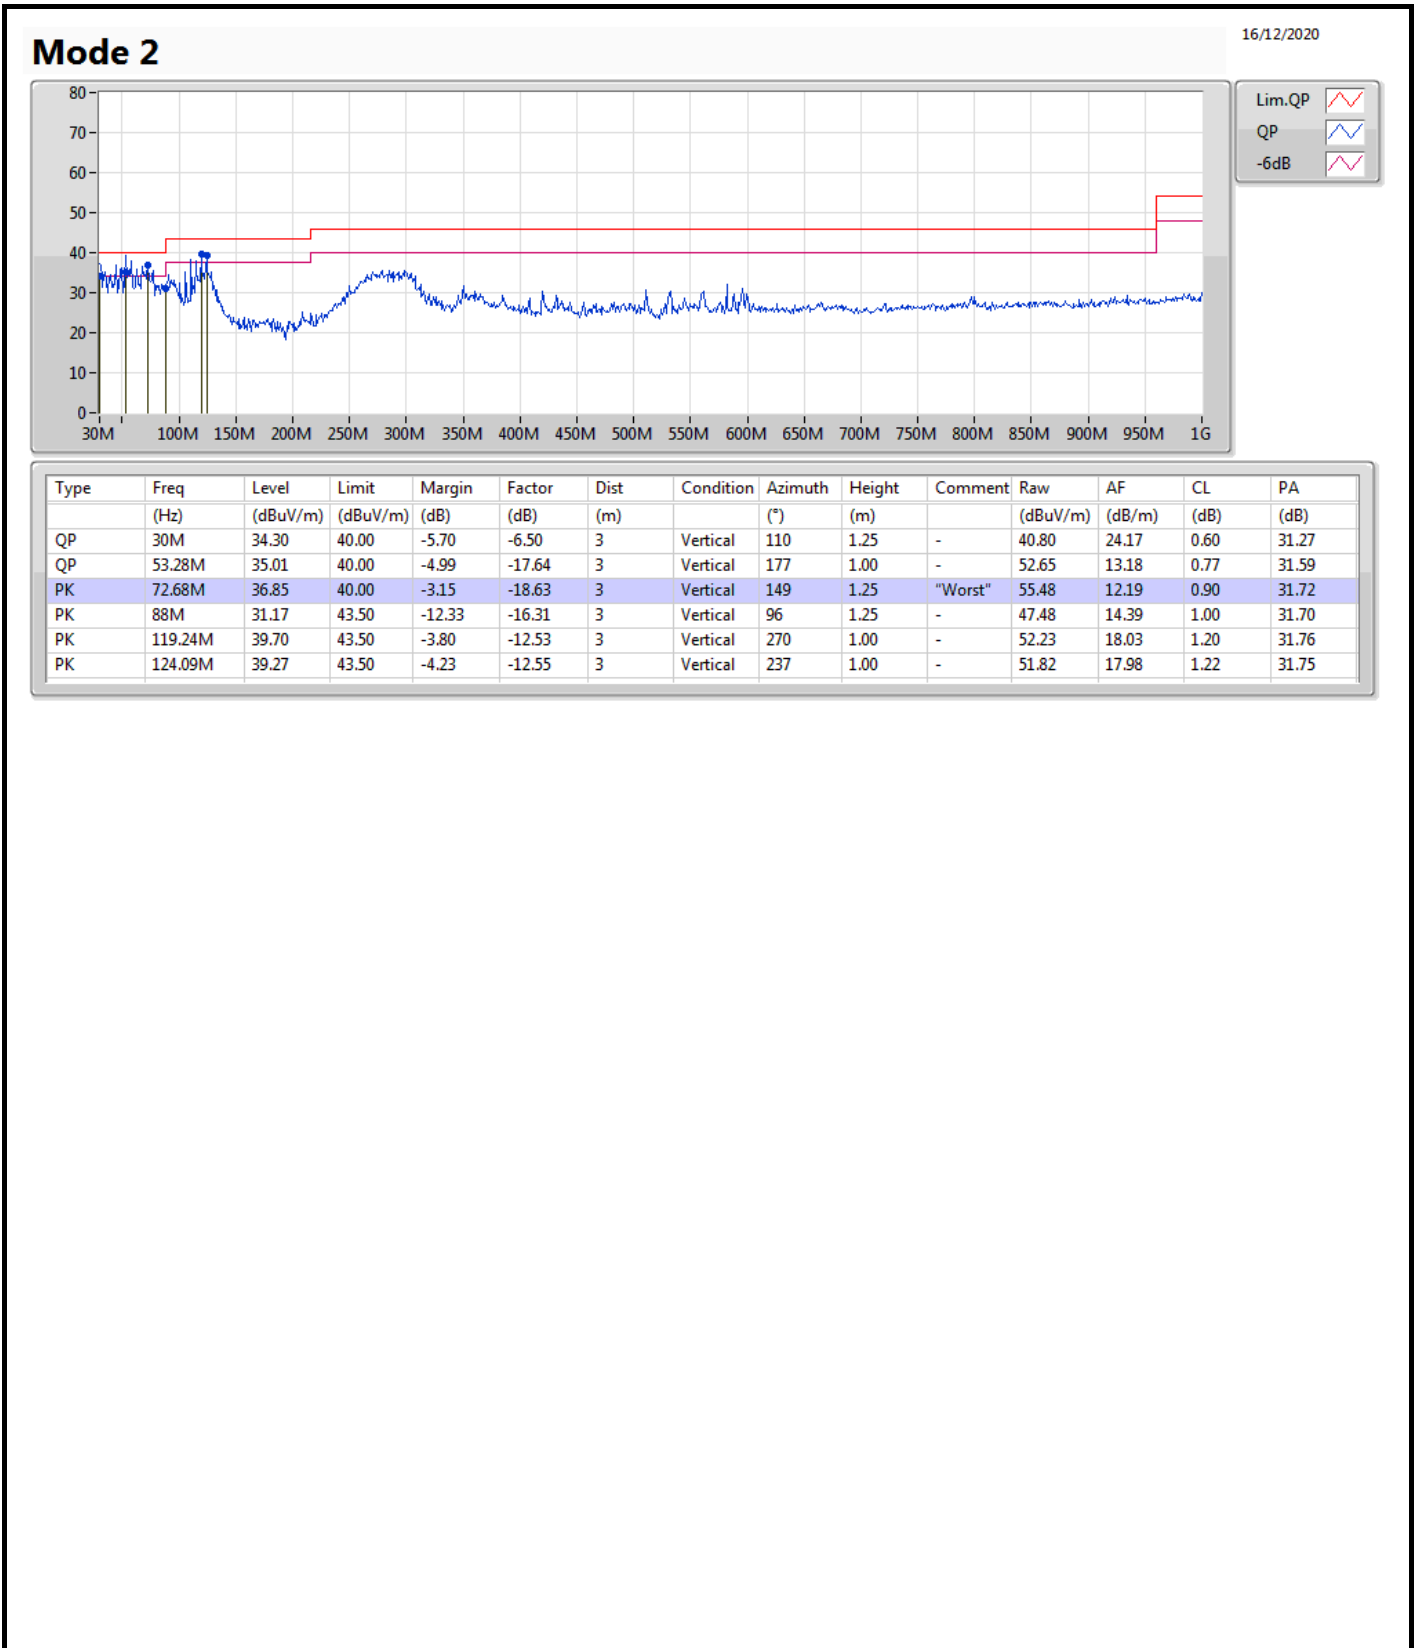 16/12/2020
Mode 2
80
70
60
50
40
30
20
10
0
30M 100M 150M 200M 250M 300M 350M 400M 450M 500M 550M 600M 650M 700M 750M 800M 850M 900M 950M 1G
Lim.QP
QP
-6dB
Type Freq Level Limit Margin Factor Dist Condition Azimuth Height Comment Raw AF CL PA
(Hz) (dBuV/m) (dBuV/m) (dB) (dB) (m) (°) (m) (dBuV/m) (dB/m) (dB) (dB)
QP 30M 34.30 40.00 -5.70 -6.50 3 Vertical 110 1.25 - 40.80 24.17 0.60 31.27
QP 53.28M 35.01 40.00 -4.99 -17.64 3 Vertical 177 1.00 - 52.65 13.18 0.77 31.59
PK 72.68M 36.85 40.00 -3.15 -18.63 3 Vertical 149 1.25 "Worst" 55.48 12.19 0.90 31.72
PK 88M 31.17 43.50 -12.33 -16.31 3 Vertical 96 1.25 - 47.48 14.39 1.00 31.70
PK 119.24M 39.70 43.50 -3.80 -12.53 3 Vertical 270 1.00 - 52.23 18.03 1.20 31.76
PK 124.09M 39.27 43.50 -4.23 -12.55 3 Vertical 237 1.00 - 51.82 17.98 1.22 31.75